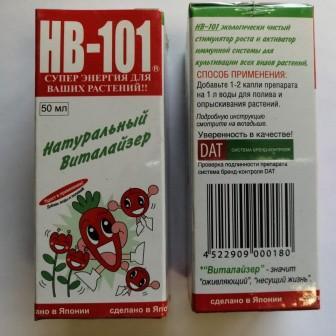 HB-101®
СУПЕР ЭНЕРГИЯ ДЛЯ
ВАШИХ РАСТЕНИЙ!!
50 мл
Натуральный
Виталайзер
сделано в Японии
HB-101 экологически чистый
стимулятор роста и активатор
иммунной системы для
культивации всех видов растений.
СПОСОБ ПРИМЕНЕНИЯ:
Добавьте 1-2 капли препарата
на 1 л воды для полива и
опрыскивания растений.
Подробную инструкцию
смотрите на вкладыше.
Уверенность в качестве!
DAT СИСТЕМА БРЕНД-КОНТРОЛЯ
Проверка подлинности препарата
система бренд-контроля DAT
4522909000180
*"Виталайзер" - значит
"оживляющий", "несущий жизнь"
сделано в Японии